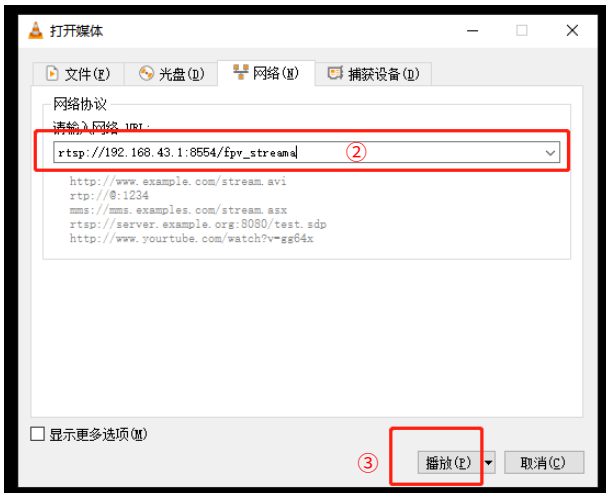 打开媒体
文件(F) 光盘(D) 网络(N) 捕获设备(D)
网络协议
请输入网络 URL:
rtsp://192.168.43.1:8554/fpv_streama ②
http://www.example.com/stream.avi
rtp://@:1234
mms://mms.examples.com/stream.asx
rtsp://server.example.org:8080/test.sdp
http://www.yourtube.com/watch?v=gg64x
显示更多选项(M)
③ 播放(P) 取消(C)